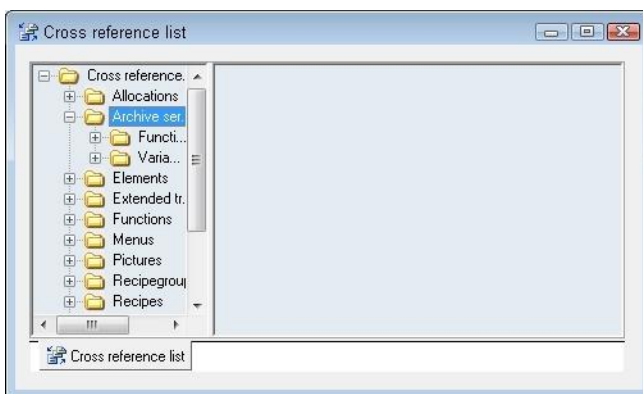 Cross reference list
Cross reference.
Allocations
Archive ser.
Functi...
Varia...
Elements
Extended tr.
Functions
Menus
Pictures
Recipegrou
Recipes
Cross reference list